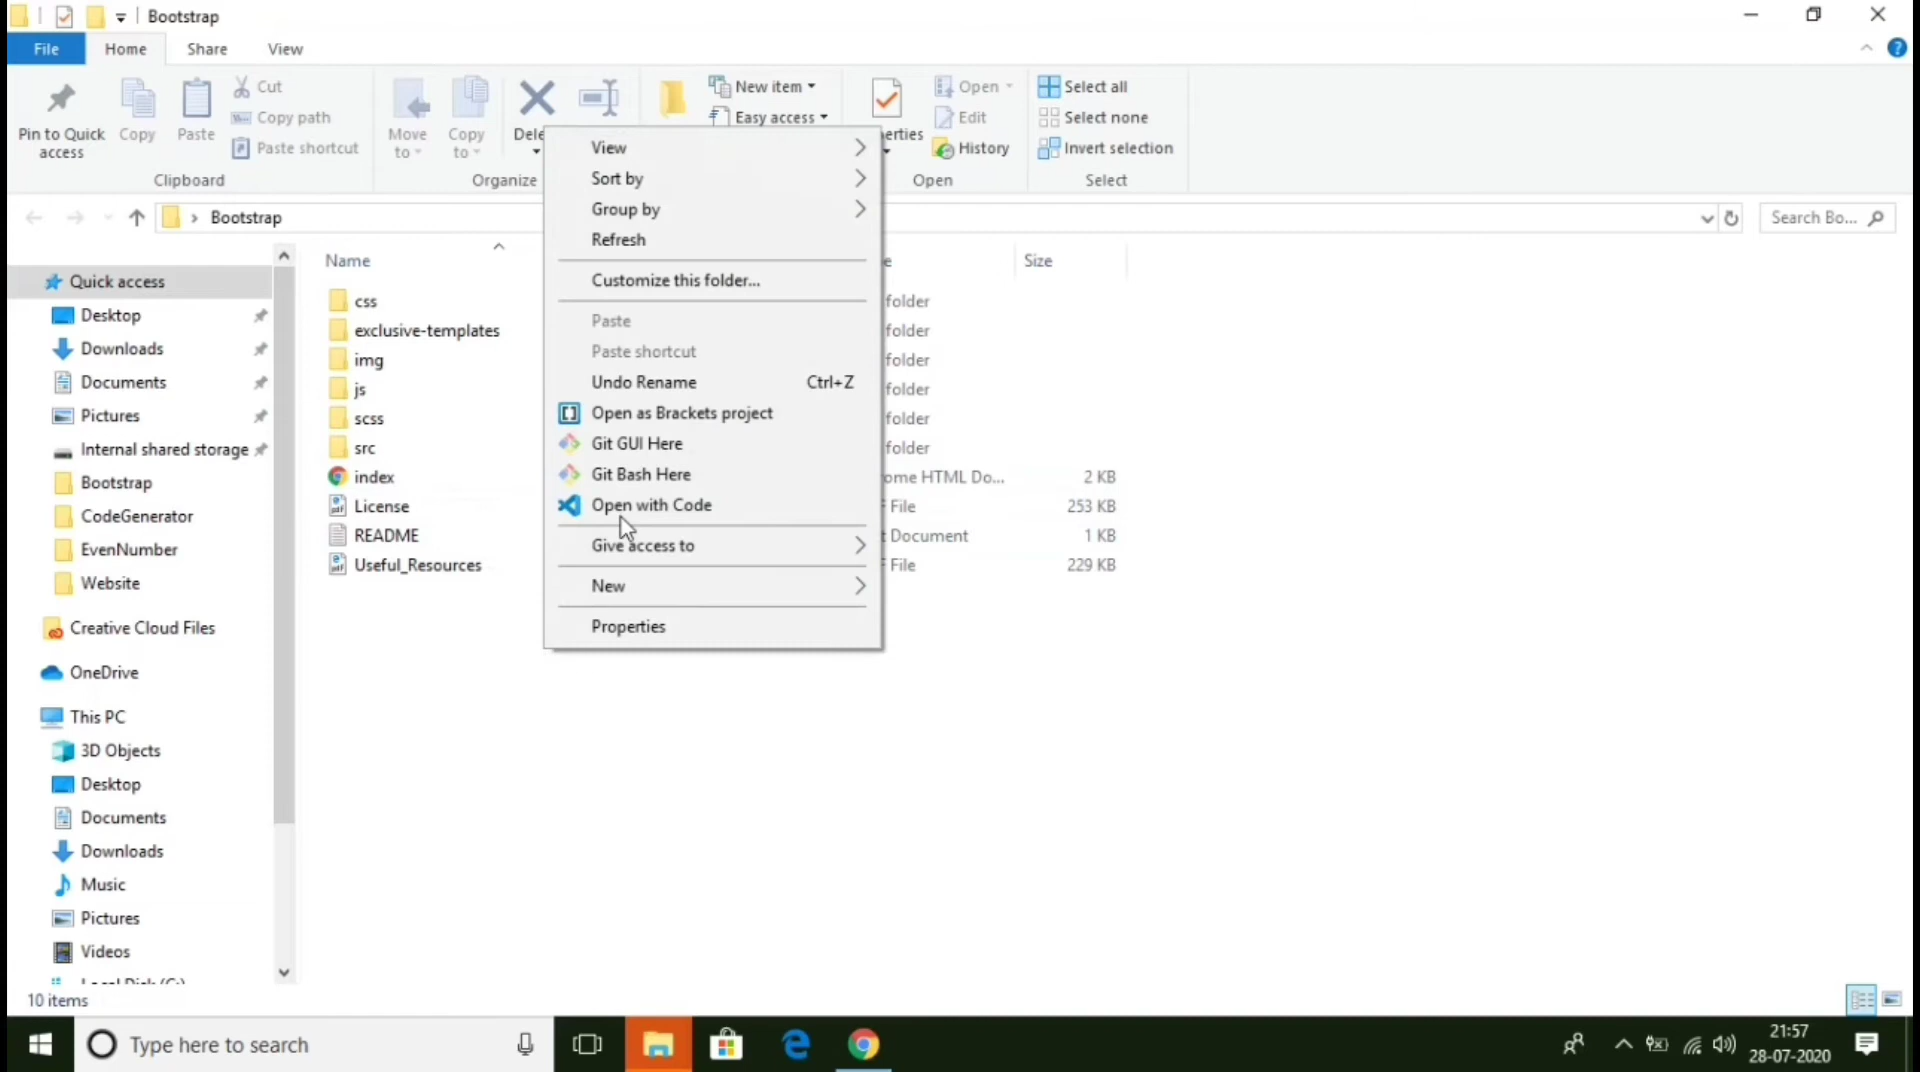 Bootstrap
File Home Share View
Pin to Quick access
Copy
Paste
Cut
Copy path
Paste shortcut
Clipboard
Move to
Copy to
Dele
Organize
New item
Easy access
erties
Open
Edit
History
Open
Select all
Select none
Invert selection
Select
Bootstrap
Search Bo...
Quick access
Desktop
Downloads
Documents
Pictures
Internal shared storage
Bootstrap
CodeGenerator
EvenNumber
Website
Creative Cloud Files
OneDrive
This PC
3D Objects
Desktop
Documents
Downloads
Music
Pictures
Videos
Local Disk (C:)
Name e Size
css folder
exclusive-templates folder
img folder
js folder
scss folder
src folder
index ome HTML Do... 2 KB
License File 253 KB
README t Document 1 KB
Useful_Resources File 229 KB
View
Sort by
Group by
Refresh
Customize this folder...
Paste
Paste shortcut
Undo Rename Ctrl+Z
Open as Brackets project
Git GUI Here
Git Bash Here
Open with Code
Give access to
New
Properties
10 items
Type here to search
21:57
28-07-2020